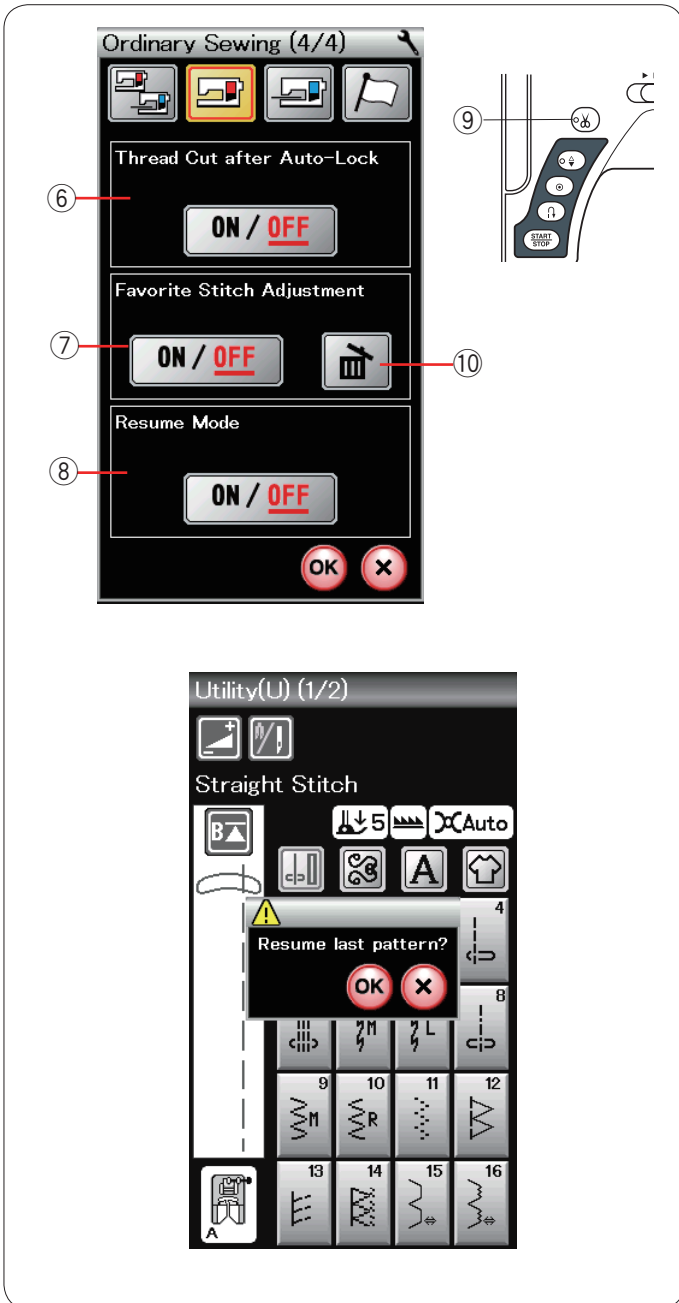 Ordinary Sewing (4/4)
Thread Cut after Auto-Lock
⑥
ON / OFF
Favorite Stitch Adjustment
⑦
ON / OFF
⑩
Resume Mode
⑧
ON / OFF
OK
⑨
START
STOP
Utility(U) (1/2)
Straight Stitch
B
5
Auto
A
Resume last pattern?
OK
4
M
L
8
9
M
10
R
11
12
A
13
14
15
16